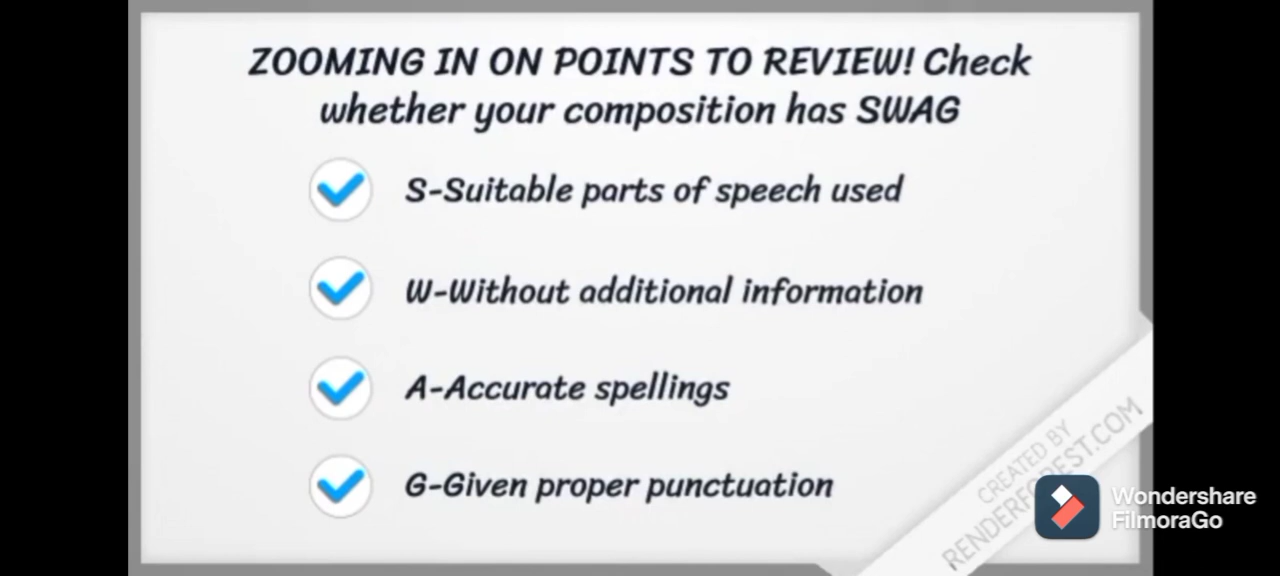 ZOOMING IN ON POINTS TO REVIEW! Check
whether your composition has SWAG
S-Suitable parts of speech used
W-Without additional information
A-Accurate spellings
G-Given proper punctuation
CREATED BY
RENDERFOREST.COM
Wondershare
FilmoraGo